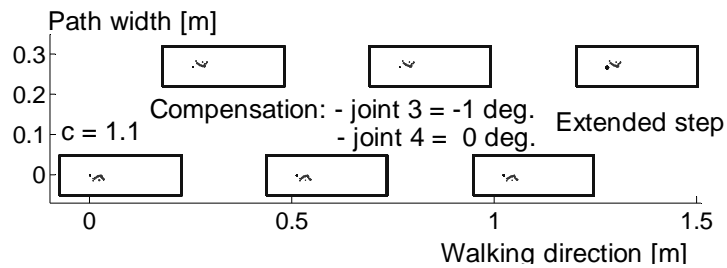 Path width [m]
0.3
0.2
Compensation: - joint 3 = -1 deg.
0.1
c = 1.1
- joint 4 =  0 deg.
Extended step
0
0
0.5
1
1.5
Walking direction [m]